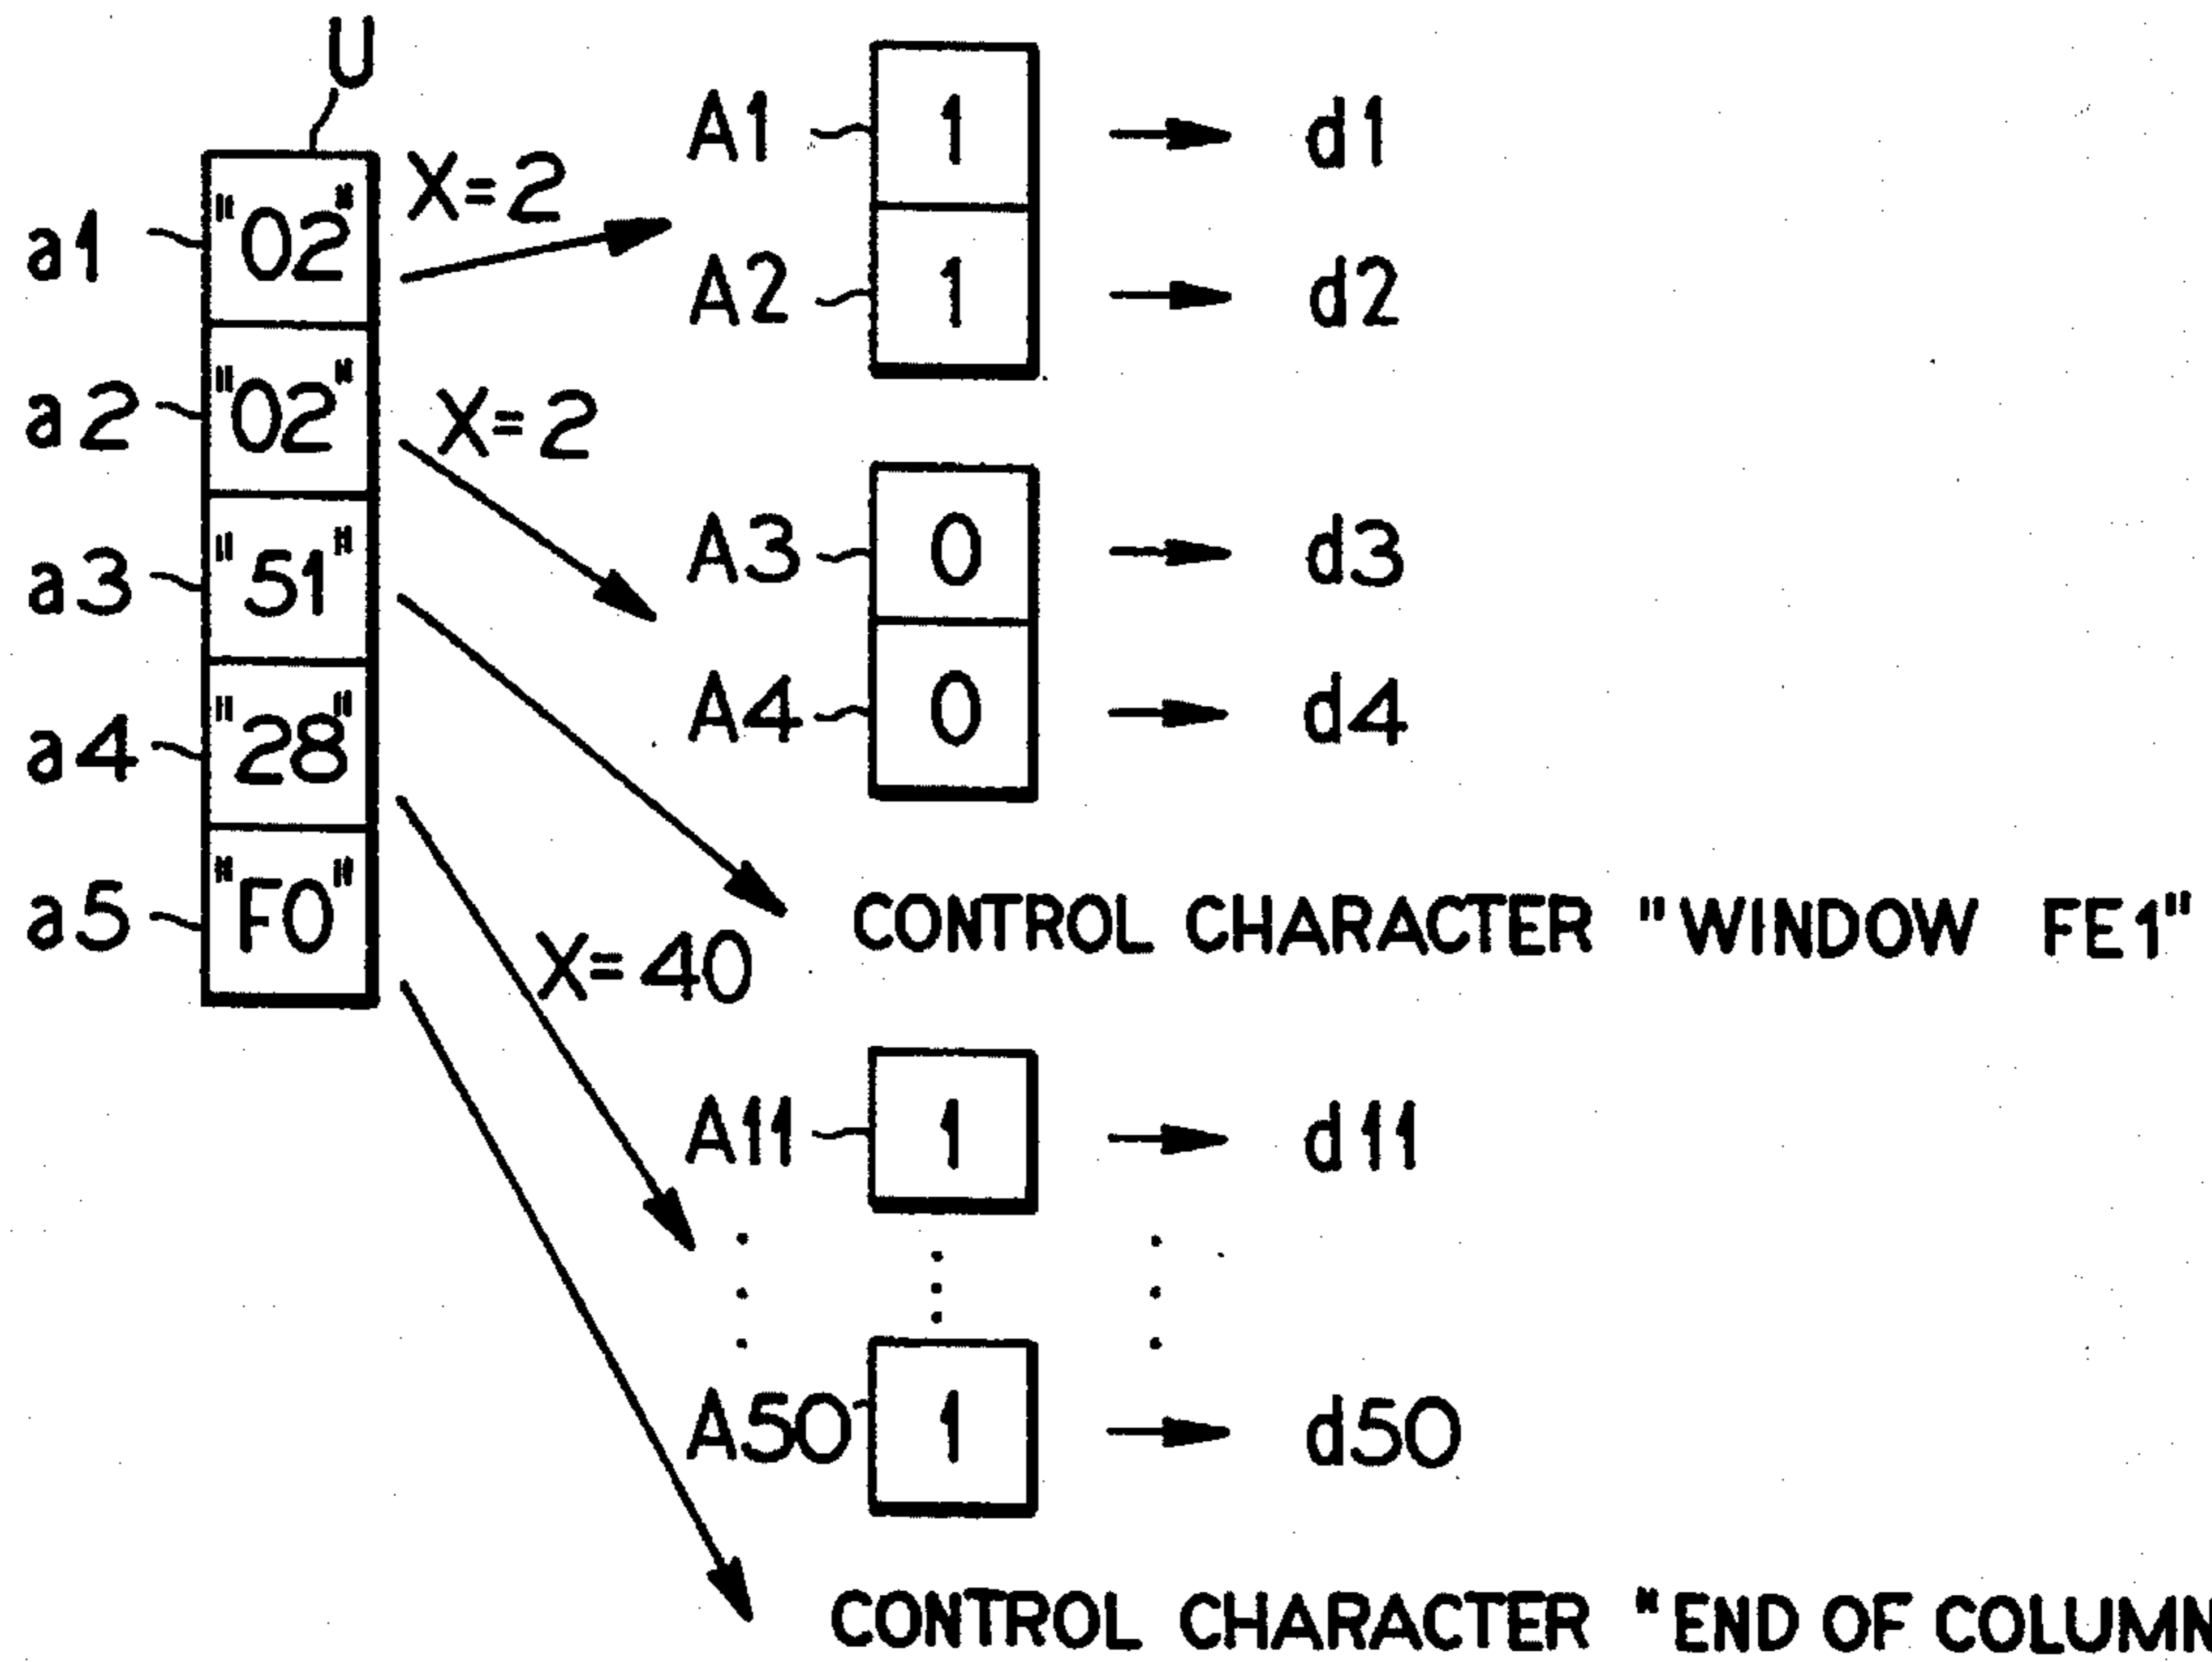 U
a1 "02" X=2 A1 1 d1
A2 1 d2
a2 "02" X=2
a3 "51" A3 0 d3
a4 "28" A4 0 d4
a5 "F0" CONTROL CHARACTER "WINDOW FE1"
X=40
A11 1 d11
A50 1 d50
CONTROL CHARACTER "END OF COLUMN